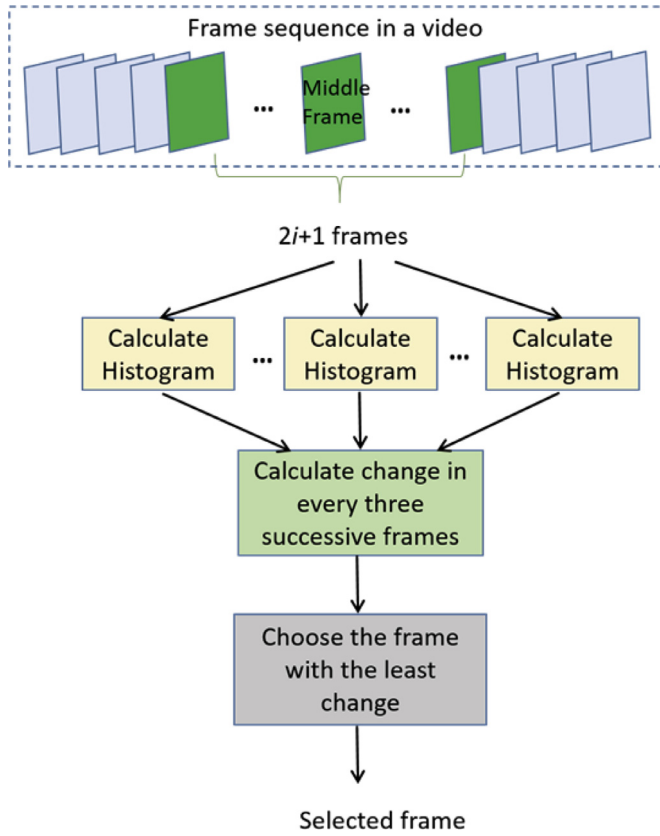 Frame sequence in a video
...
Middle
Frame
...
2i+1 frames
Calculate
Histogram
...
Calculate
Histogram
...
Calculate
Histogram
Calculate change in
every three
successive frames
Choose the frame
with the least
change
Selected frame